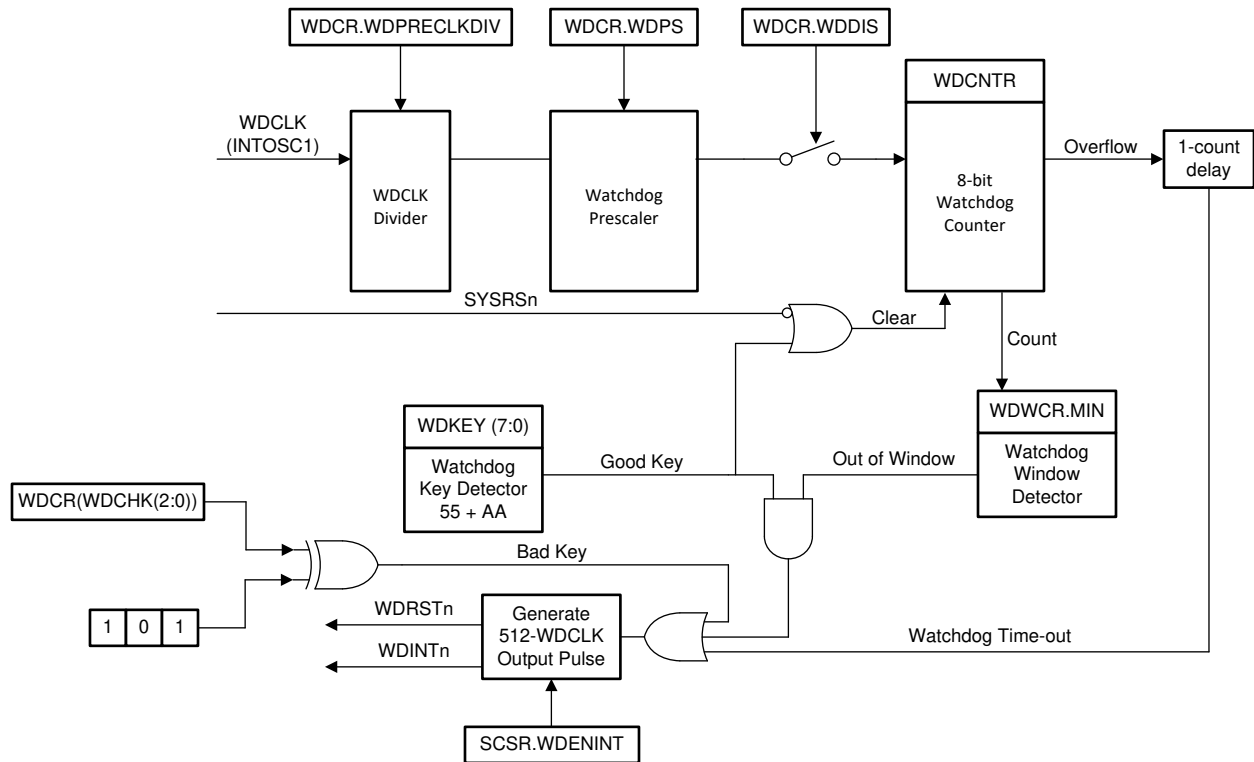 WDCR.WDPRECLKDIV
WDCR.WDPS
WDCR.WDDIS
WDCNTR
WDCLK
(INTOSC1)
WDCLK
Divider
Watchdog
Prescaler
8-bit
Watchdog
Counter
Overflow
1-count
delay
SYSRSn
Clear
Count
WDKEY (7:0)
Watchdog
Key Detector
55 + AA
Good Key
Out of Window
WDWCR.MIN
Watchdog
Window
Detector
WDCR(WDCHK(2:0))
Bad Key
1 0 1
WDRSTn
WDINTn
Generate
512-WDCLK
Output Pulse
Watchdog Time-out
SCSR.WDENINT